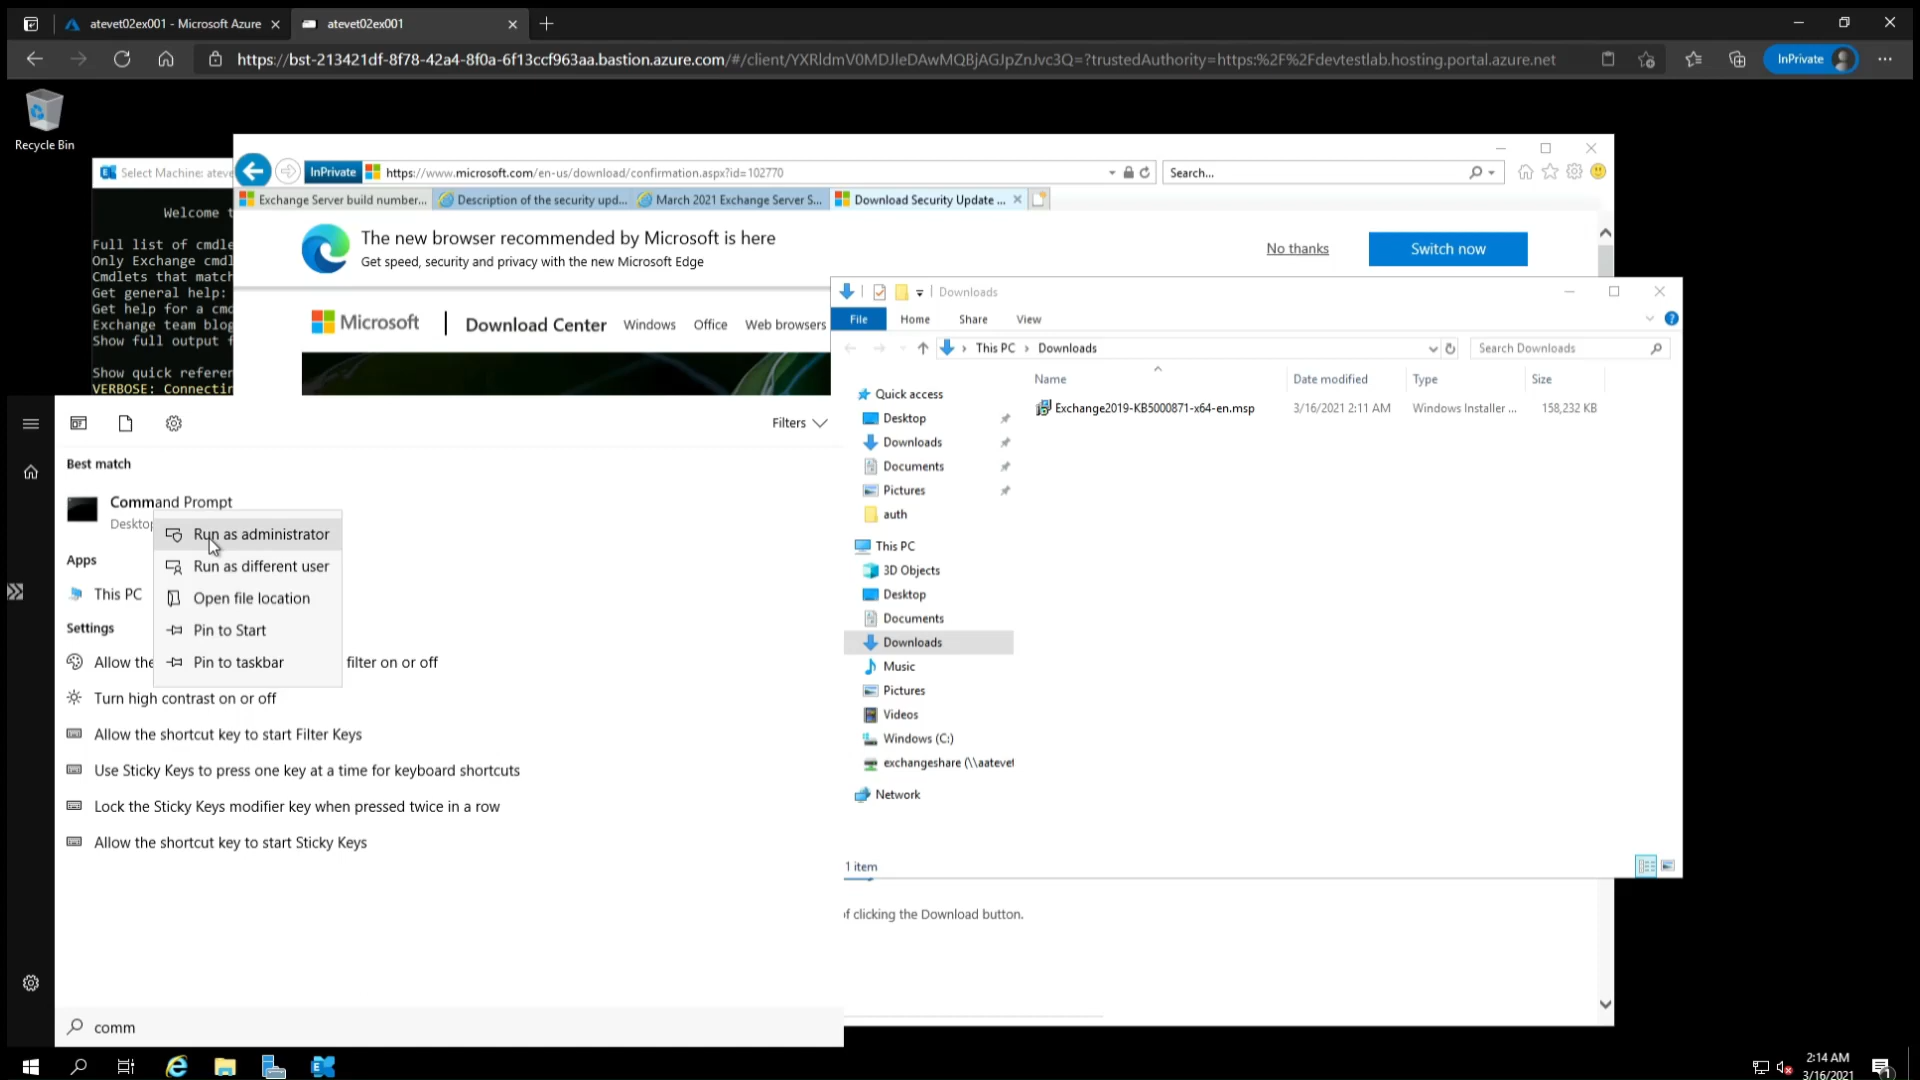 atevet02ex001 - Microsoft Azure
atevet02ex001
https://bst-213421df-8f78-42a4-8f0a-6f13ccf963aa.bastion.azure.com/#/client/YXRldmV0MDJleDAwMQBjAGJpZnJvc3Q=?trustedAuthority=https:%2F%2Fdevtestlab.hosting.portal.azure.net
InPrivate
Recycle Bin
Select Machine: ateve
InPrivate
https://www.microsoft.com/en-us/download/confirmation.aspx?id=102770
Search...
Exchange Server build number...
Description of the security upd...
March 2021 Exchange Server S...
Download Security Update ...
Welcome t
Full list of cmdle
Only Exchange cmdl
Cmdlets that match
Get general help:
Get help for a cmd
Exchange team blog
Show full output f
Show quick referen
VERBOSE: Connectin
The new browser recommended by Microsoft is here
Get speed, security and privacy with the new Microsoft Edge
No thanks
Switch now
Microsoft
Download Center
Windows
Office
Web browsers
Downloads
File
Home
Share
View
This PC
Downloads
Search Downloads
Name
Date modified
Type
Size
Exchange2019-KB5000871-x64-en.msp
3/16/2021 2:11 AM
Windows Installer ...
158,232 KB
Quick access
Desktop
Downloads
Documents
Pictures
auth
This PC
3D Objects
Desktop
Documents
Downloads
Music
Pictures
Videos
Windows (C:)
exchangeshare (\\aatevet
Network
1 item
of clicking the Download button.
Filters
Best match
Command Prompt
Desktop
Run as administrator
Run as different user
Open file location
Pin to Start
Pin to taskbar
Apps
This PC
Settings
Allow the
filter on or off
Turn high contrast on or off
Allow the shortcut key to start Filter Keys
Use Sticky Keys to press one key at a time for keyboard shortcuts
Lock the Sticky Keys modifier key when pressed twice in a row
Allow the shortcut key to start Sticky Keys
comm
2:14 AM
3/16/2021
1